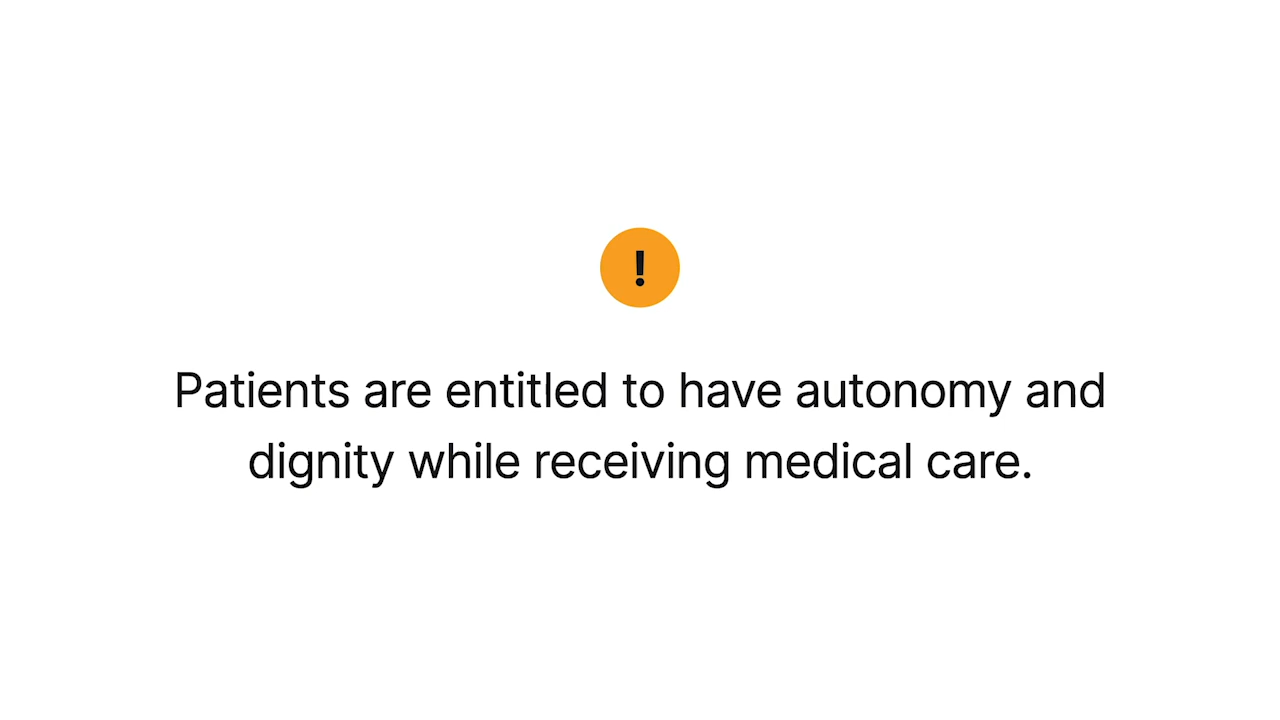 !
Patients are entitled to have autonomy and
dignity while receiving medical care.